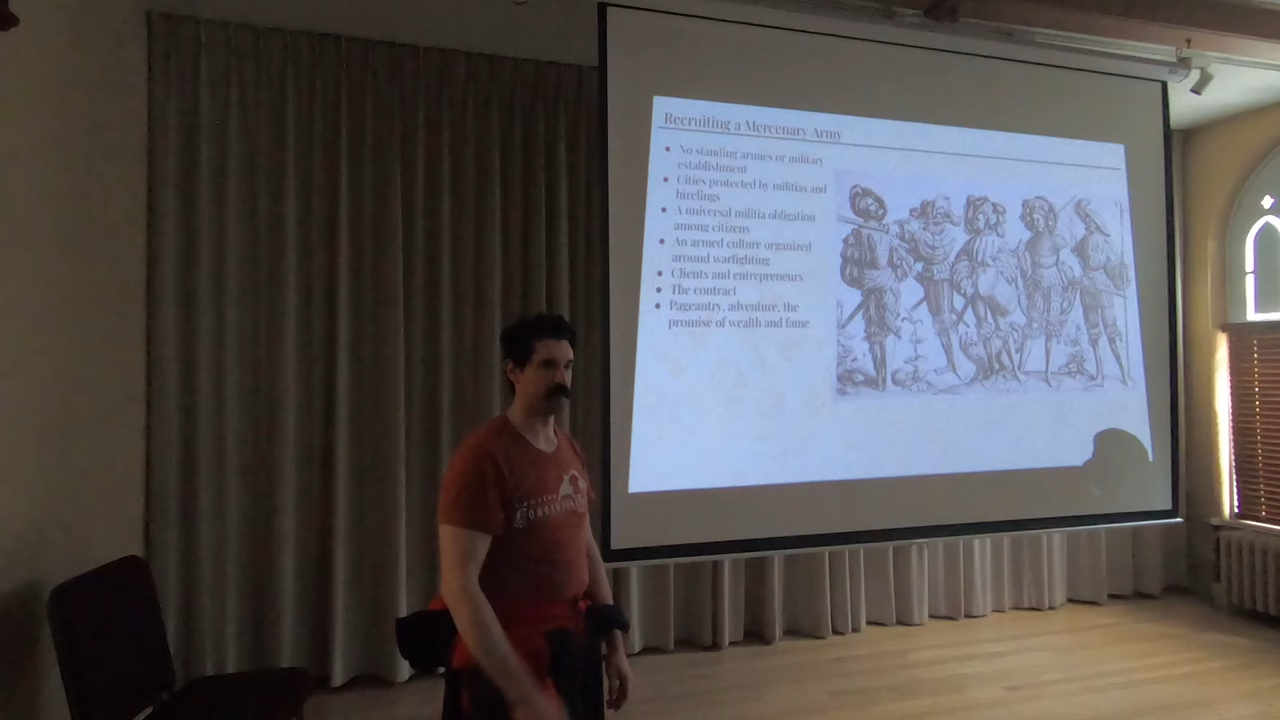 Recruiting a Mercenary Army
No standing armies or military
establishment
Cities protected by militias and
hirelings
A universal militia obligation
among citizens
An armed culture organized
around warfighting
Clients and entrepreneurs
The contract
Pageantry, adventure, the
promise of wealth and fame